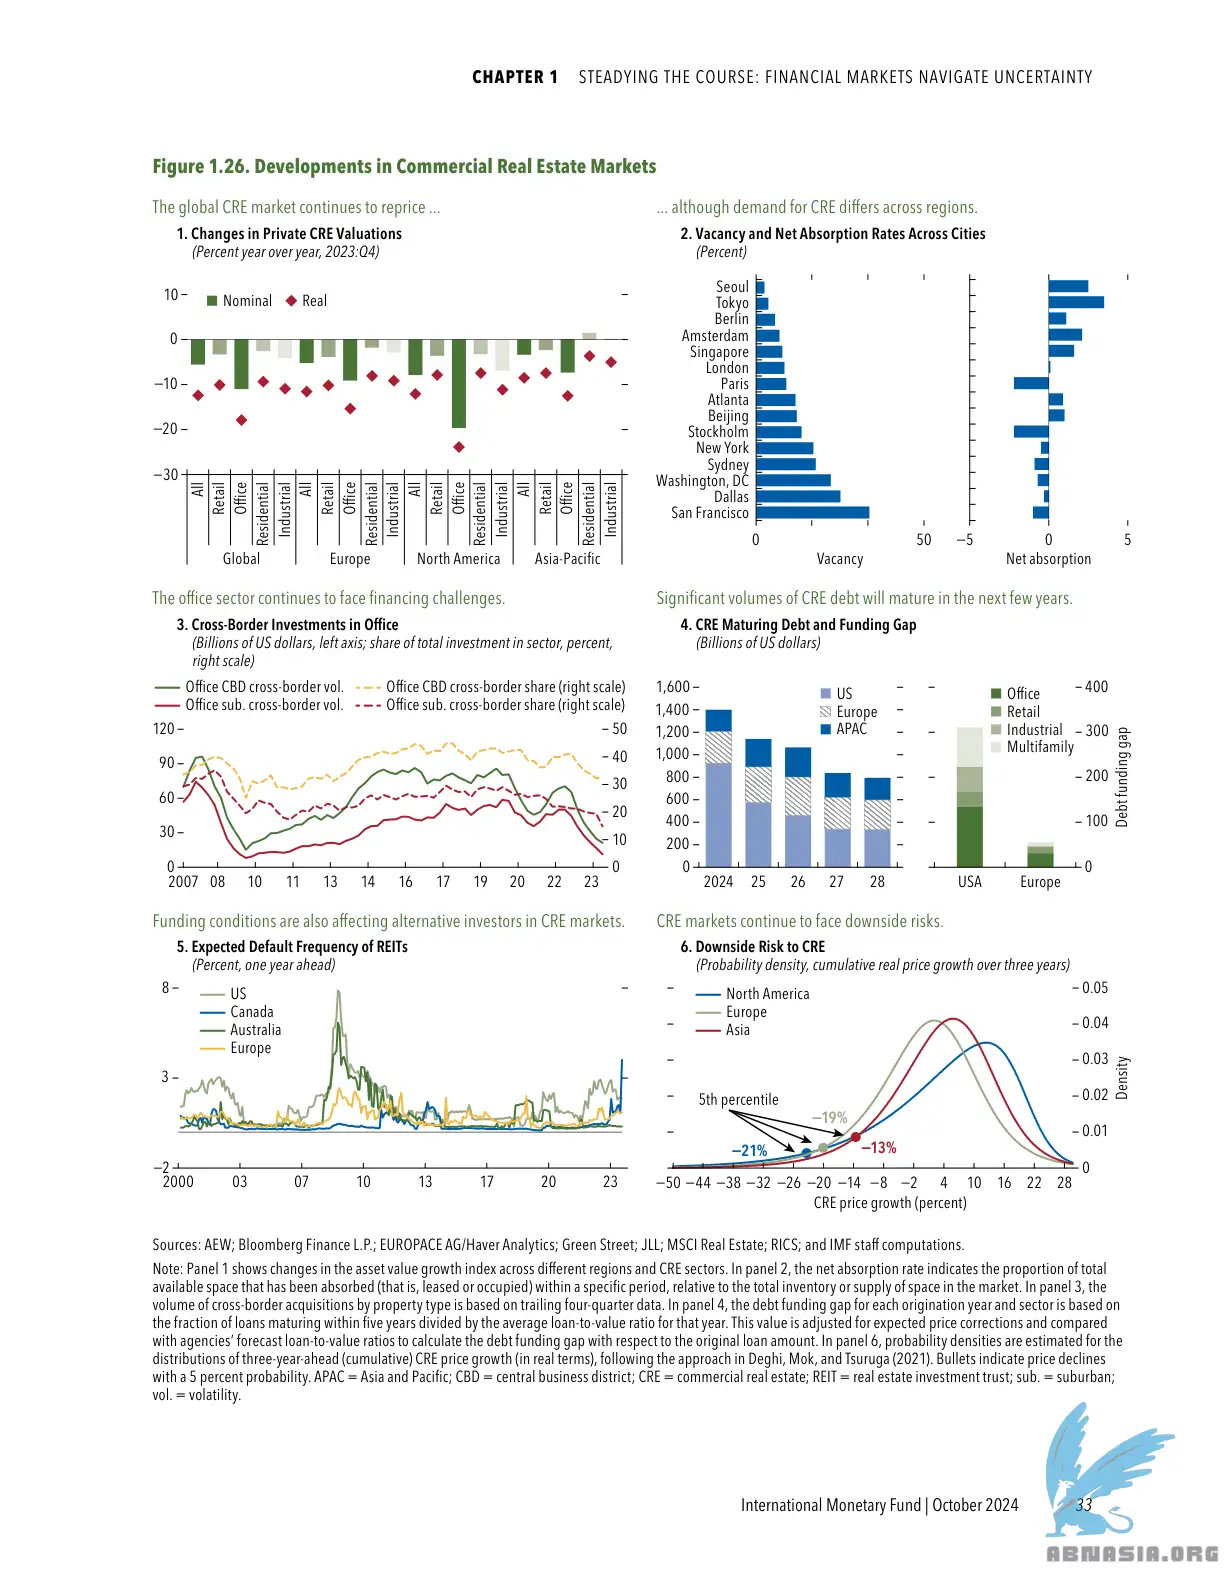 CHAPTER 1 STEADYING THE COURSE: FINANCIAL MARKETS NAVIGATE UNCERTAINTY
Figure 1.26. Developments in Commercial Real Estate Markets
The global CRE market continues to reprice ...
1. Changes in Private CRE Valuations
(Percent year over year, 2023:Q4)
Nominal Real
10
0
–10
–20
–30
All Retail Office Residential Industrial All Retail Office Residential Industrial All Retail Office Residential Industrial All Retail Office Residential Industrial
Global Europe North America Asia-Pacific
... although demand for CRE differs across regions.
2. Vacancy and Net Absorption Rates Across Cities
(Percent)
Seoul
Tokyo
Berlin
Amsterdam
Singapore
London
Paris
Atlanta
Beijing
Stockholm
New York
Sydney
Washington, DC
Dallas
San Francisco
0 50 –5 0 5
Vacancy Net absorption
The office sector continues to face financing challenges.
3. Cross-Border Investments in Office
(Billions of US dollars, left axis; share of total investment in sector, percent,
right scale)
Office CBD cross-border vol. Office CBD cross-border share (right scale)
Office sub. cross-border vol. Office sub. cross-border share (right scale)
120
90
60
30
0
50
40
30
20
10
0
2007 08 10 11 13 14 16 17 19 20 22 23
Significant volumes of CRE debt will mature in the next few years.
4. CRE Maturing Debt and Funding Gap
(Billions of US dollars)
1,600
1,400
1,200
1,000
800
600
400
200
0
US
Europe
APAC
2024 25 26 27 28
Office
Retail
Industrial
Multifamily
400
300
200
100
0
Debt funding gap
USA Europe
Funding conditions are also affecting alternative investors in CRE markets.
5. Expected Default Frequency of REITs
(Percent, one year ahead)
8
3
–2
US
Canada
Australia
Europe
2000 03 07 10 13 17 20 23
CRE markets continue to face downside risks.
6. Downside Risk to CRE
(Probability density, cumulative real price growth over three years)
North America
Europe
Asia
5th percentile
–19%
–21%
–13%
0.05
0.04
0.03
0.02
0.01
0
Density
–50 –44 –38 –32 –26 –20 –14 –8 –2 4 10 16 22 28
CRE price growth (percent)
Sources: AEW; Bloomberg Finance L.P.; EUROPACE AG/Haver Analytics; Green Street; JLL; MSCI Real Estate; RICS; and IMF staff computations.
Note: Panel 1 shows changes in the asset value growth index across different regions and CRE sectors. In panel 2, the net absorption rate indicates the proportion of total
available space that has been absorbed (that is, leased or occupied) within a specific period, relative to the total inventory or supply of space in the market. In panel 3, the
volume of cross-border acquisitions by property type is based on trailing four-quarter data. In panel 4, the debt funding gap for each origination year and sector is based on
the fraction of loans maturing within five years divided by the average loan-to-value ratio for that year. This value is adjusted for expected price corrections and compared
with agencies’ forecast loan-to-value ratios to calculate the debt funding gap with respect to the original loan amount. In panel 6, probability densities are estimated for the
distributions of three-year-ahead (cumulative) CRE price growth (in real terms), following the approach in Deghi, Mok, and Tsuruga (2021). Bullets indicate price declines
with a 5 percent probability. APAC = Asia and Pacific; CBD = central business district; CRE = commercial real estate; REIT = real estate investment trust; sub. = suburban;
vol. = volatility.
International Monetary Fund | October 2024 33
ABNASIA.ORG